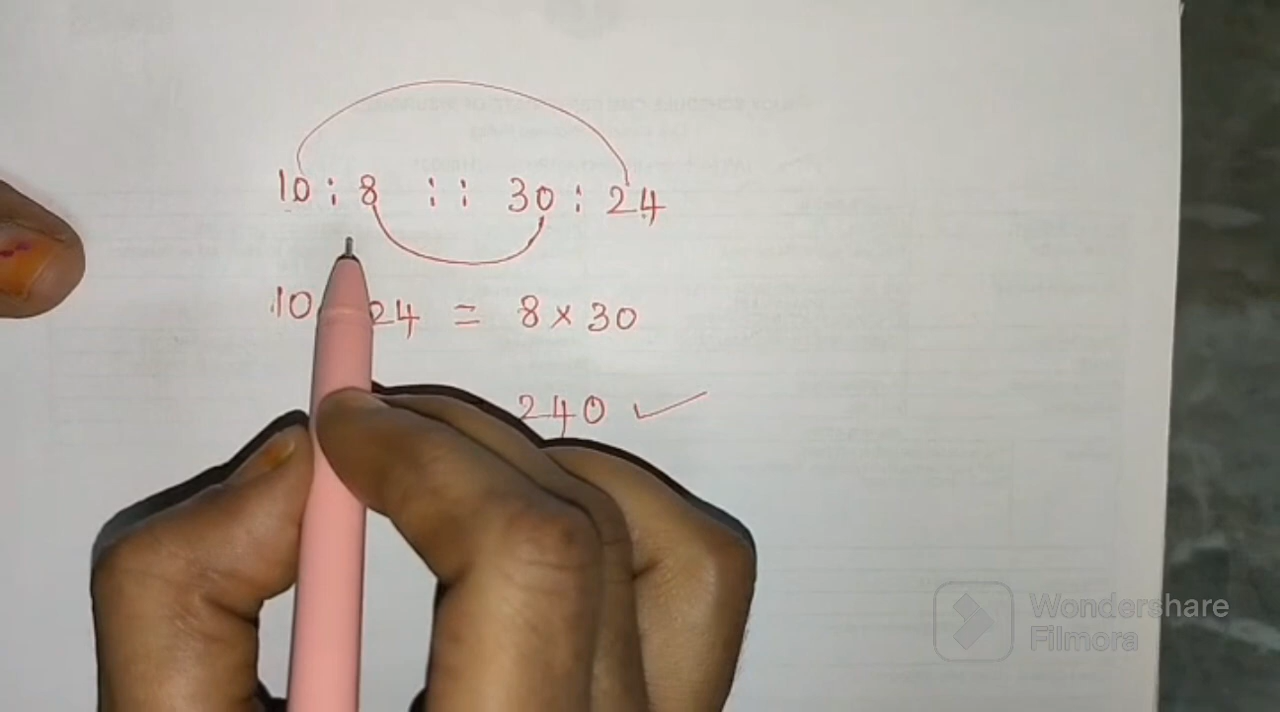 10 : 8 : : 30 : 24
10 24 = 8 × 30
240 ✓
Wondershare
Filmora